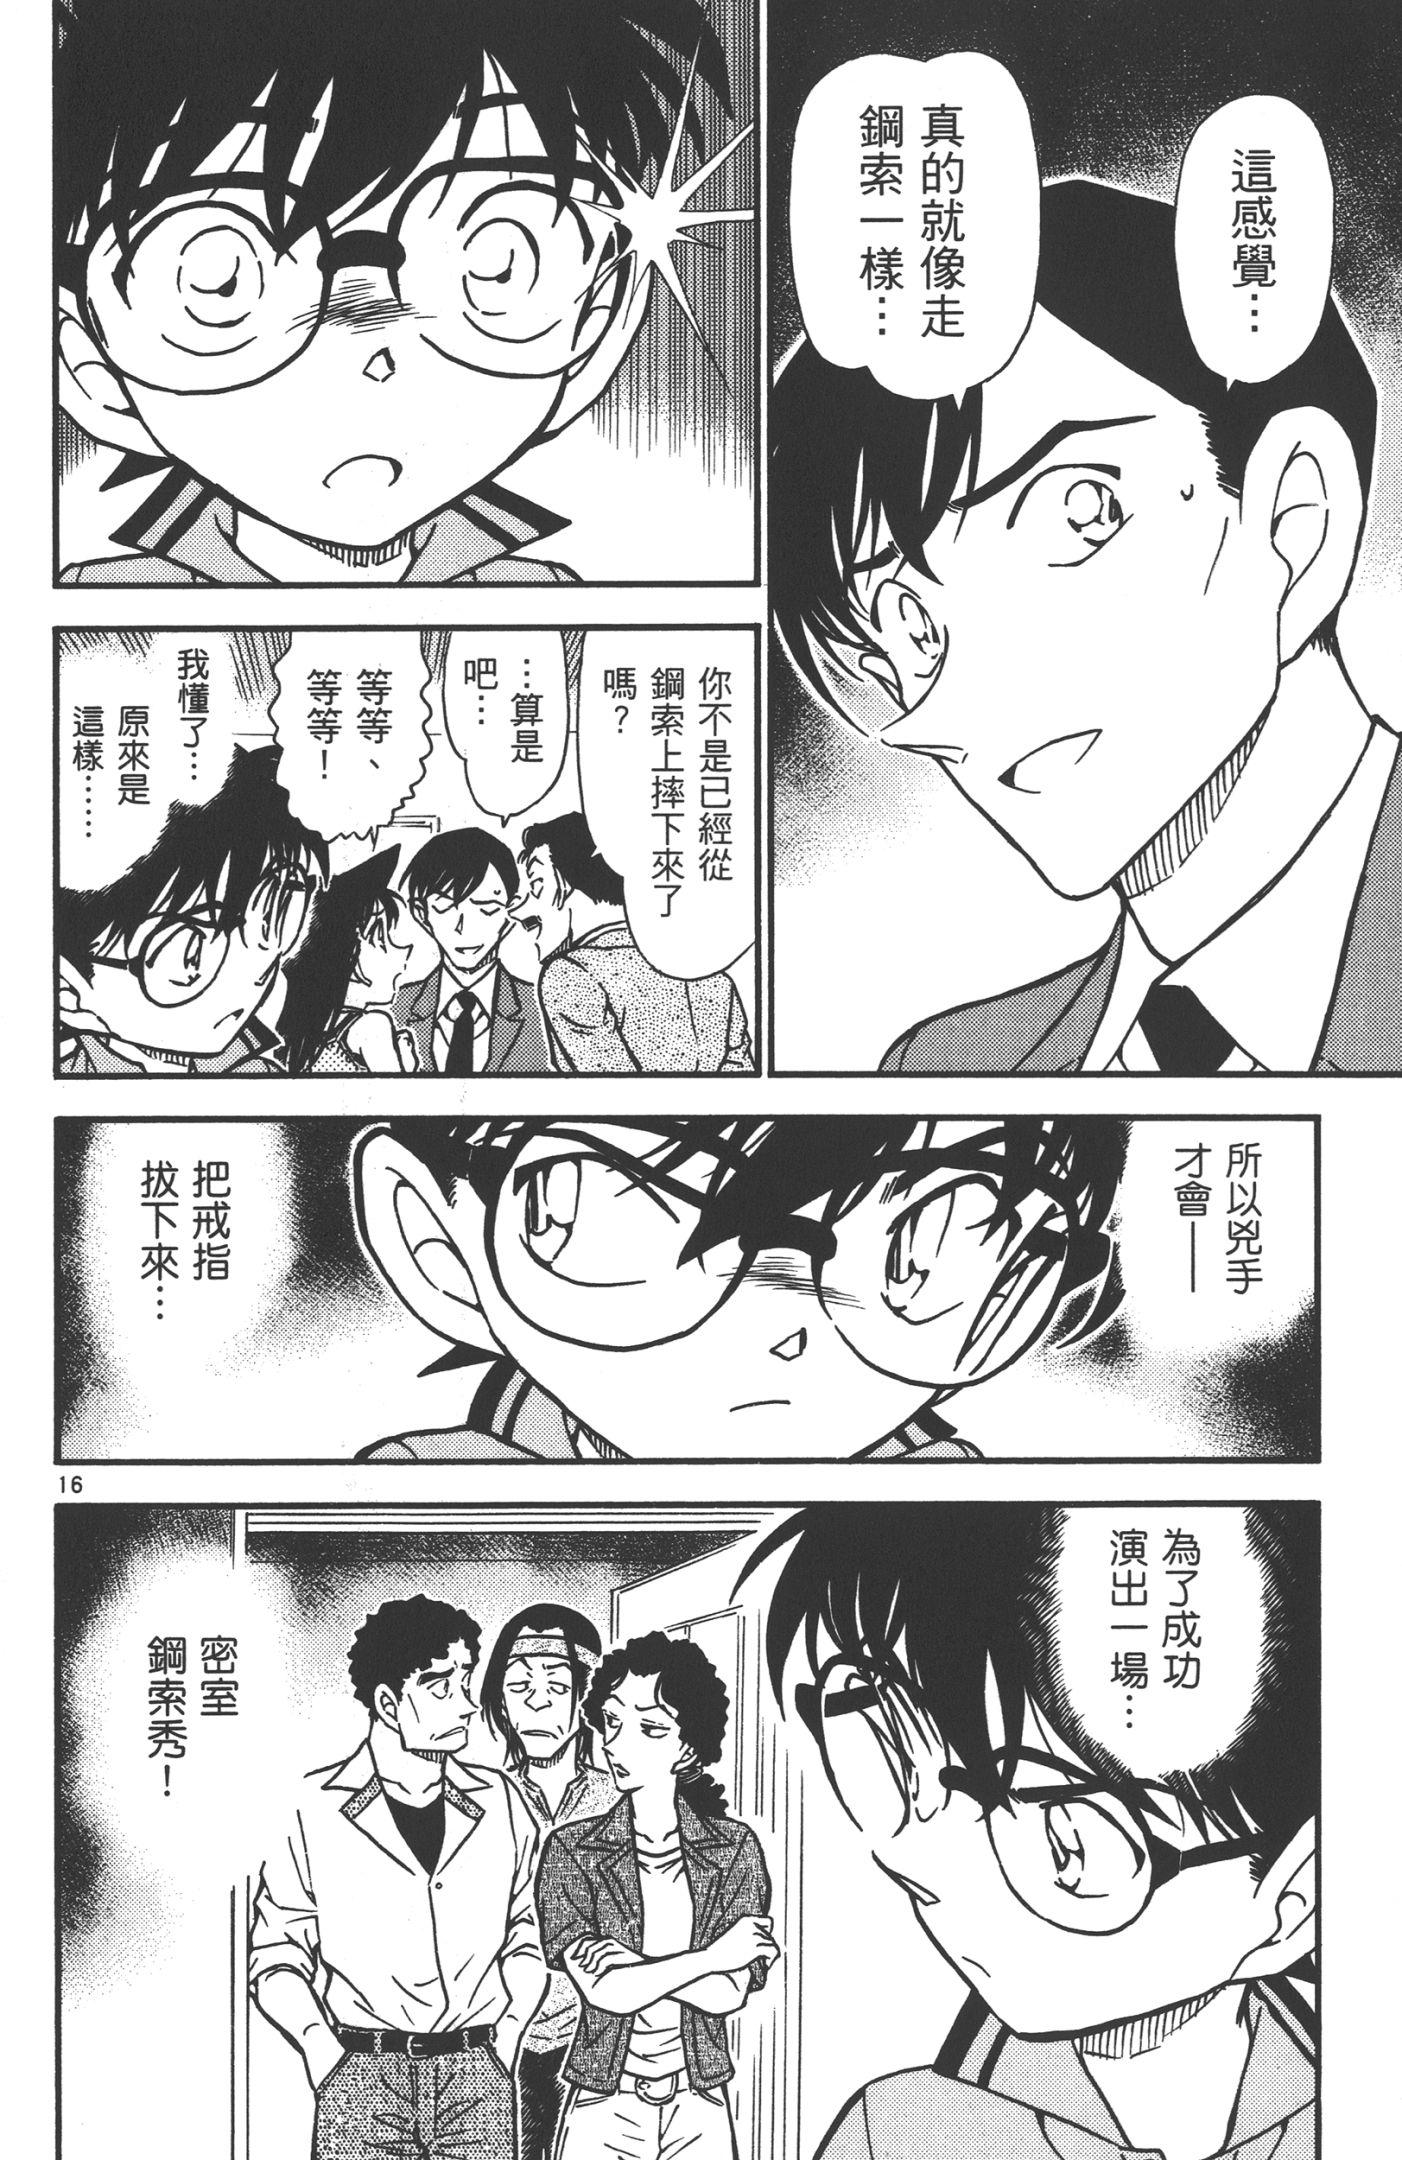 這感覺…
真的就像走
鋼索一樣…
你不是已經從
鋼索上摔下來了
嗎？
…算是
吧…
等等、
等等！
我懂了…
原來是
這樣……
所以兇手
才會——
把戒指
拔下來…
16
為了成功
演出一場…
密室
鋼索秀！